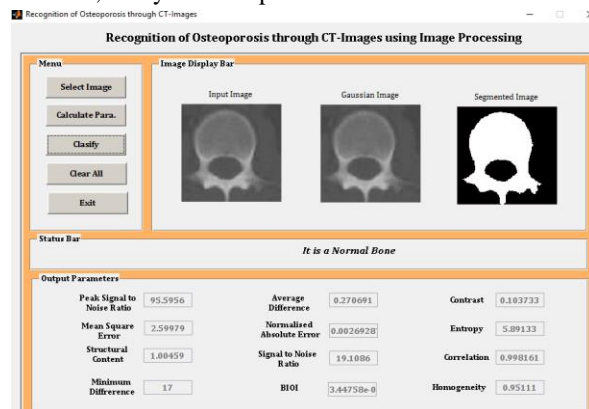 Recognition of Osteoporosis through CT-Images
Recognition of Osteoporosis through CT-Images using Image Processing
Menu
Select Image
Calculate Para.
Clasify
Clear All
Exit
Image Display Bar
Input Image
Gaussian Image
Segmented Image
Status Bar
It is a Normal Bone
Output Parameters
Peak Signal to
Noise Ratio
95.5956
Average
Difference
0.270691
Contrast
0.103733
Mean Square
Error
2.59979
Normalised
Absolute Error
0.0026928
Entropy
5.89133
Structural
Content
1.00459
Signal to Noise
Ratio
19.1086
Correlation
0.998161
Minimum
Diffrerence
17
BIOI
3.44758e-0
Homogeneity
0.95111